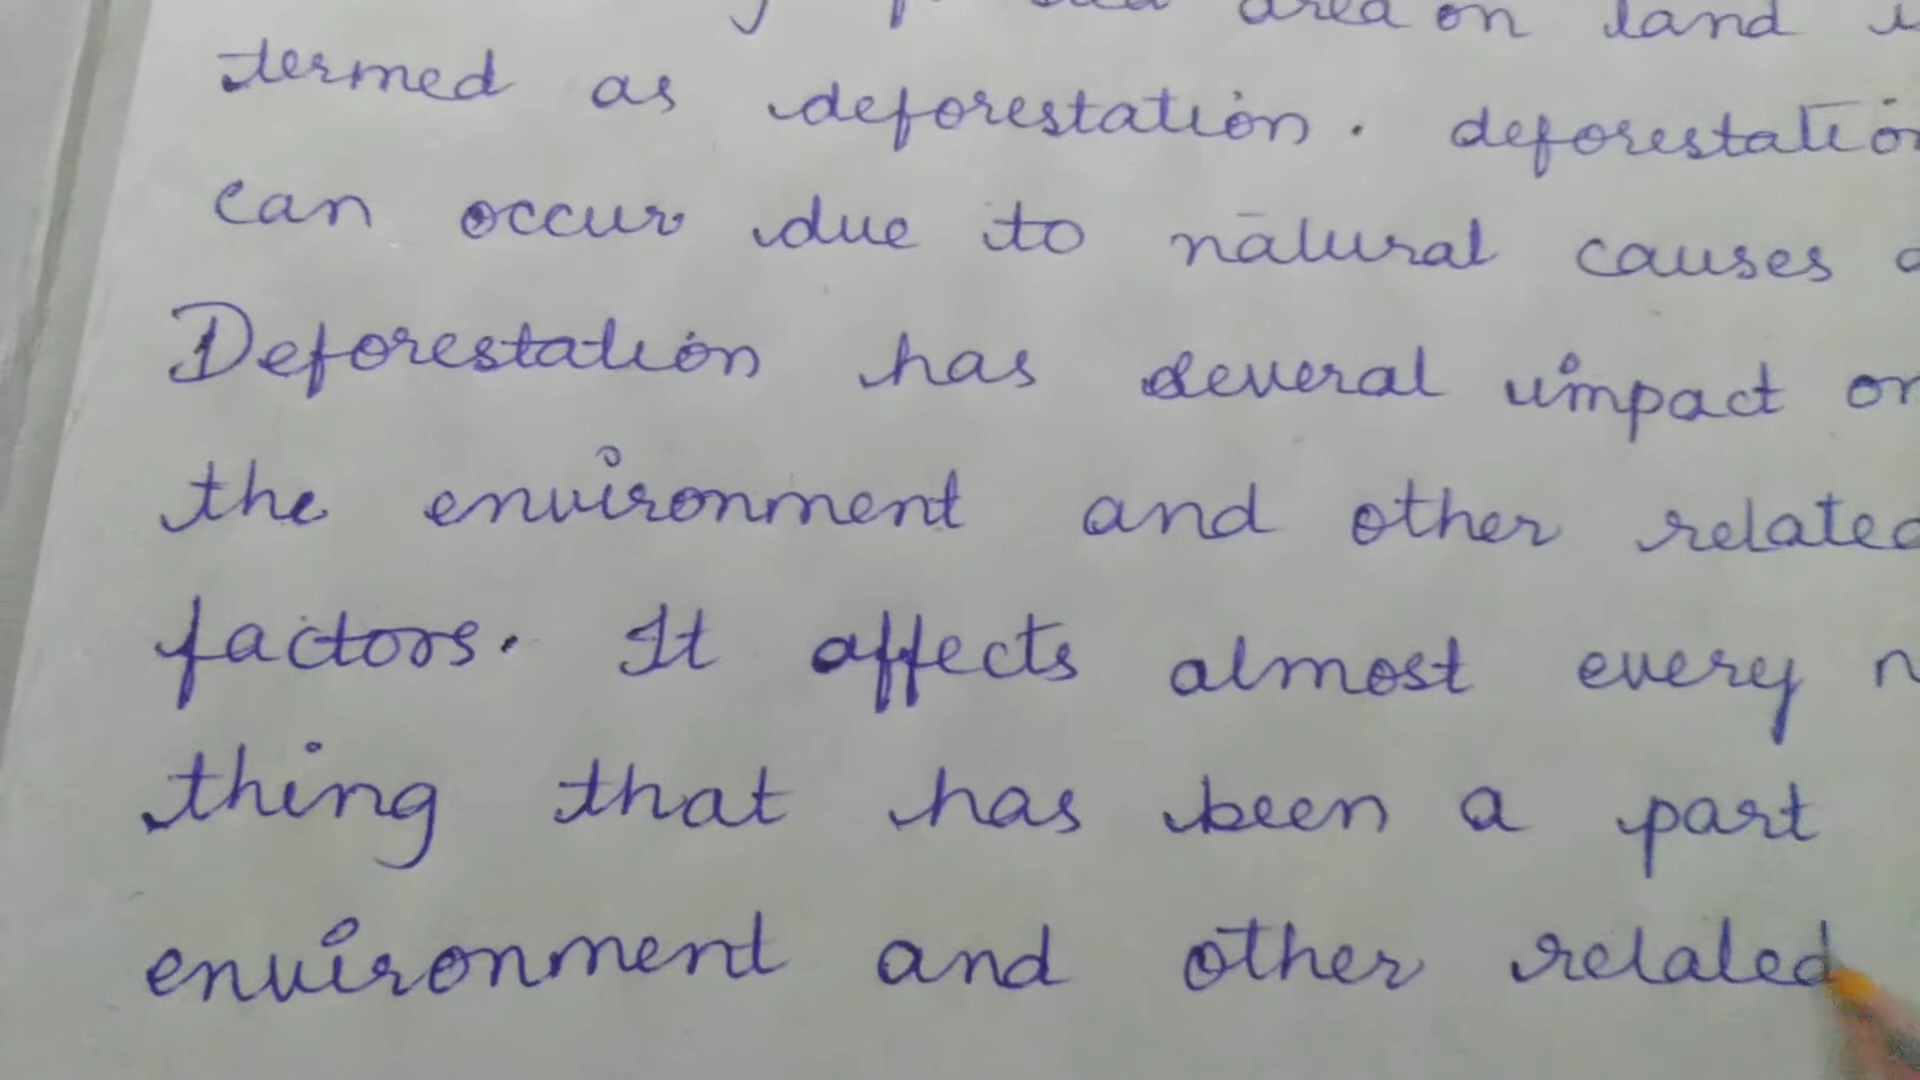 area on land
termed as deforestation. deforestation
can occur due to natural causes
Deforestation has several impact on
the environment and other related
factors. It affects almost every
thing that has been a part
environment and other related